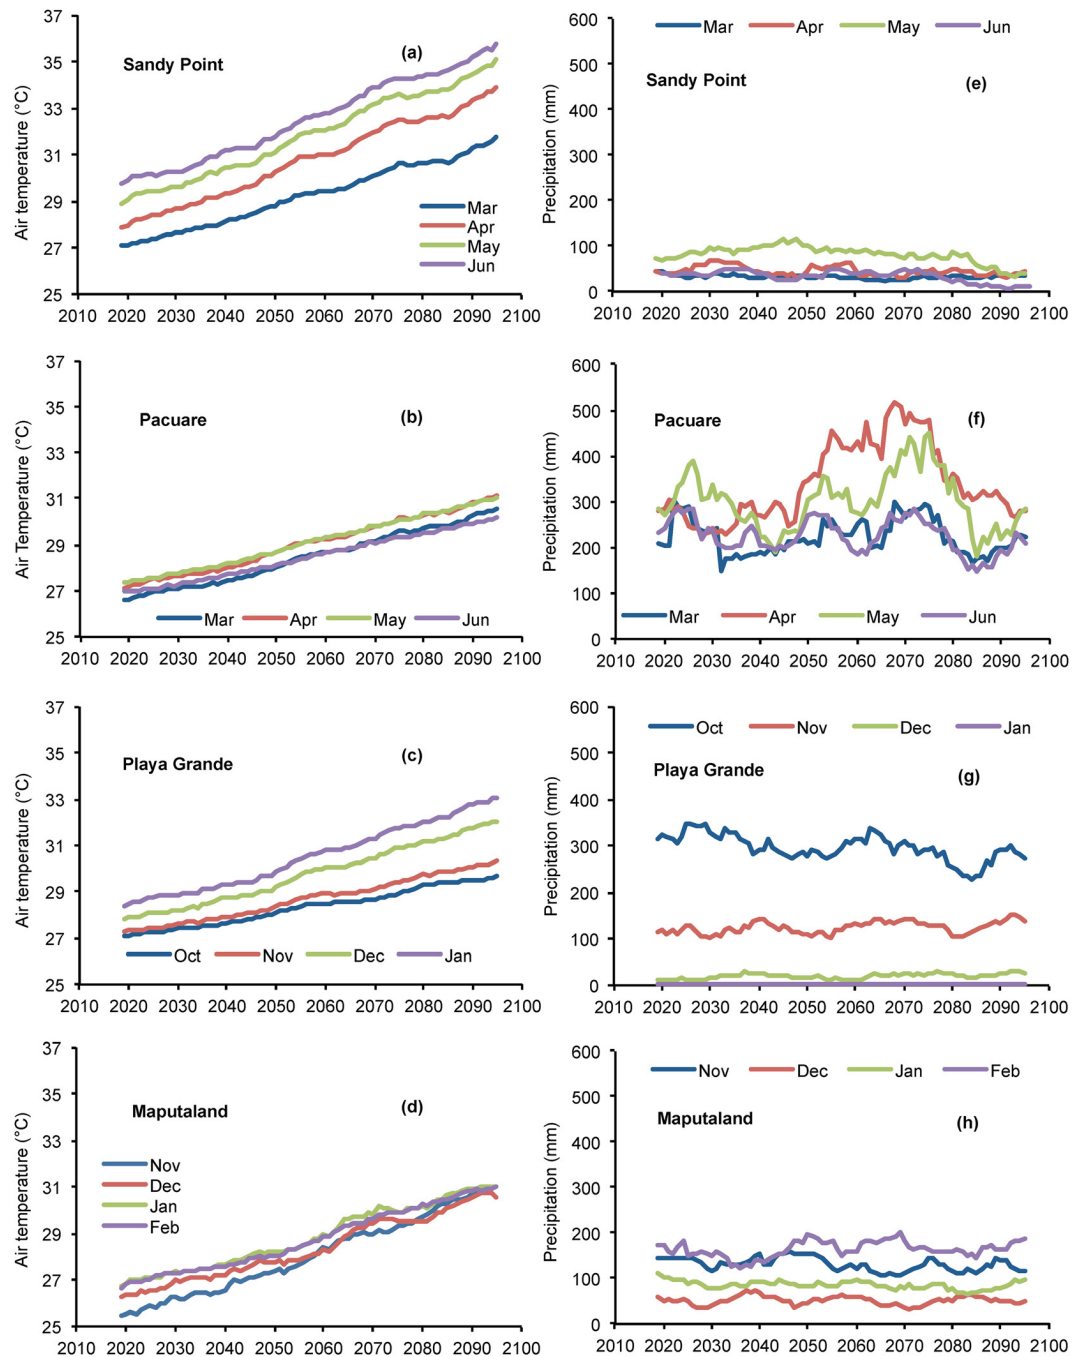 Sandy Point
(a)
Air temperature (°C)
37
35
33
31
29
27
25
Mar
Apr
May
Jun
2010 2020 2030 2040 2050 2060 2070 2080 2090 2100
Mar Apr May Jun
Sandy Point
(e)
Precipitation (mm)
600
500
400
300
200
100
0
2010 2020 2030 2040 2050 2060 2070 2080 2090 2100
Pacuare
(b)
Air Temperature (°C)
37
35
33
31
29
27
25
Mar Apr May Jun
2010 2020 2030 2040 2050 2060 2070 2080 2090 2100
Pacuare
(f)
Precipitation (mm)
600
500
400
300
200
100
0
Mar Apr May Jun
2010 2020 2030 2040 2050 2060 2070 2080 2090 2100
Playa Grande
(c)
Air temperature (°C)
37
35
33
31
29
27
25
Oct Nov Dec Jan
2010 2020 2030 2040 2050 2060 2070 2080 2090 2100
Oct Nov Dec Jan
Playa Grande
(g)
Precipitation (mm)
600
500
400
300
200
100
0
2010 2020 2030 2040 2050 2060 2070 2080 2090 2100
Maputaland
(d)
Air temperature (°C)
37
35
33
31
29
27
25
Nov
Dec
Jan
Feb
2010 2020 2030 2040 2050 2060 2070 2080 2090 2100
Nov Dec Jan Feb
Maputaland
(h)
Precipitation (mm)
600
500
400
300
200
100
0
2010 2020 2030 2040 2050 2060 2070 2080 2090 2100